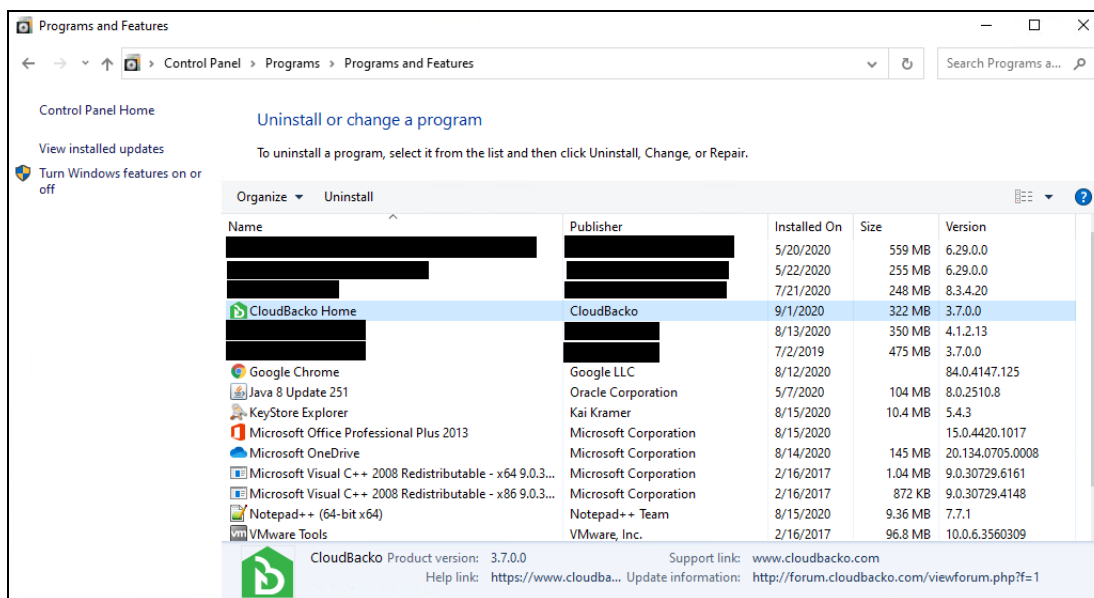 Programs and Features
Control Panel > Programs > Programs and Features
Search Programs a...
Control Panel Home
View installed updates
Turn Windows features on or
off
Uninstall or change a program
To uninstall a program, select it from the list and then click Uninstall, Change, or Repair.
Organize Uninstall
Name Publisher Installed On Size Version
5/20/2020 559 MB 6.29.0.0
5/22/2020 255 MB 6.29.0.0
7/21/2020 248 MB 8.3.4.20
CloudBacko Home CloudBacko 9/1/2020 322 MB 3.7.0.0
8/13/2020 350 MB 4.1.2.13
7/2/2019 475 MB 3.7.0.0
Google Chrome Google LLC 8/12/2020 84.0.4147.125
Java 8 Update 251 Oracle Corporation 5/7/2020 104 MB 8.0.2510.8
KeyStore Explorer Kai Kramer 8/15/2020 10.4 MB 5.4.3
Microsoft Office Professional Plus 2013 Microsoft Corporation 8/15/2020 15.0.4420.1017
Microsoft OneDrive Microsoft Corporation 8/14/2020 145 MB 20.134.0705.0008
Microsoft Visual C++ 2008 Redistributable - x64 9.0.3... Microsoft Corporation 2/16/2017 1.04 MB 9.0.30729.6161
Microsoft Visual C++ 2008 Redistributable - x86 9.0.3... Microsoft Corporation 2/16/2017 872 KB 9.0.30729.4148
Notepad++ (64-bit x64) Notepad++ Team 8/15/2020 9.36 MB 7.7.1
VMware Tools VMware, Inc. 2/16/2017 96.8 MB 10.0.6.3560309
CloudBacko Product version: 3.7.0.0 Support link: www.cloudbacko.com
Help link: https://www.cloudba... Update information: http://forum.cloudbacko.com/viewforum.php?f=1